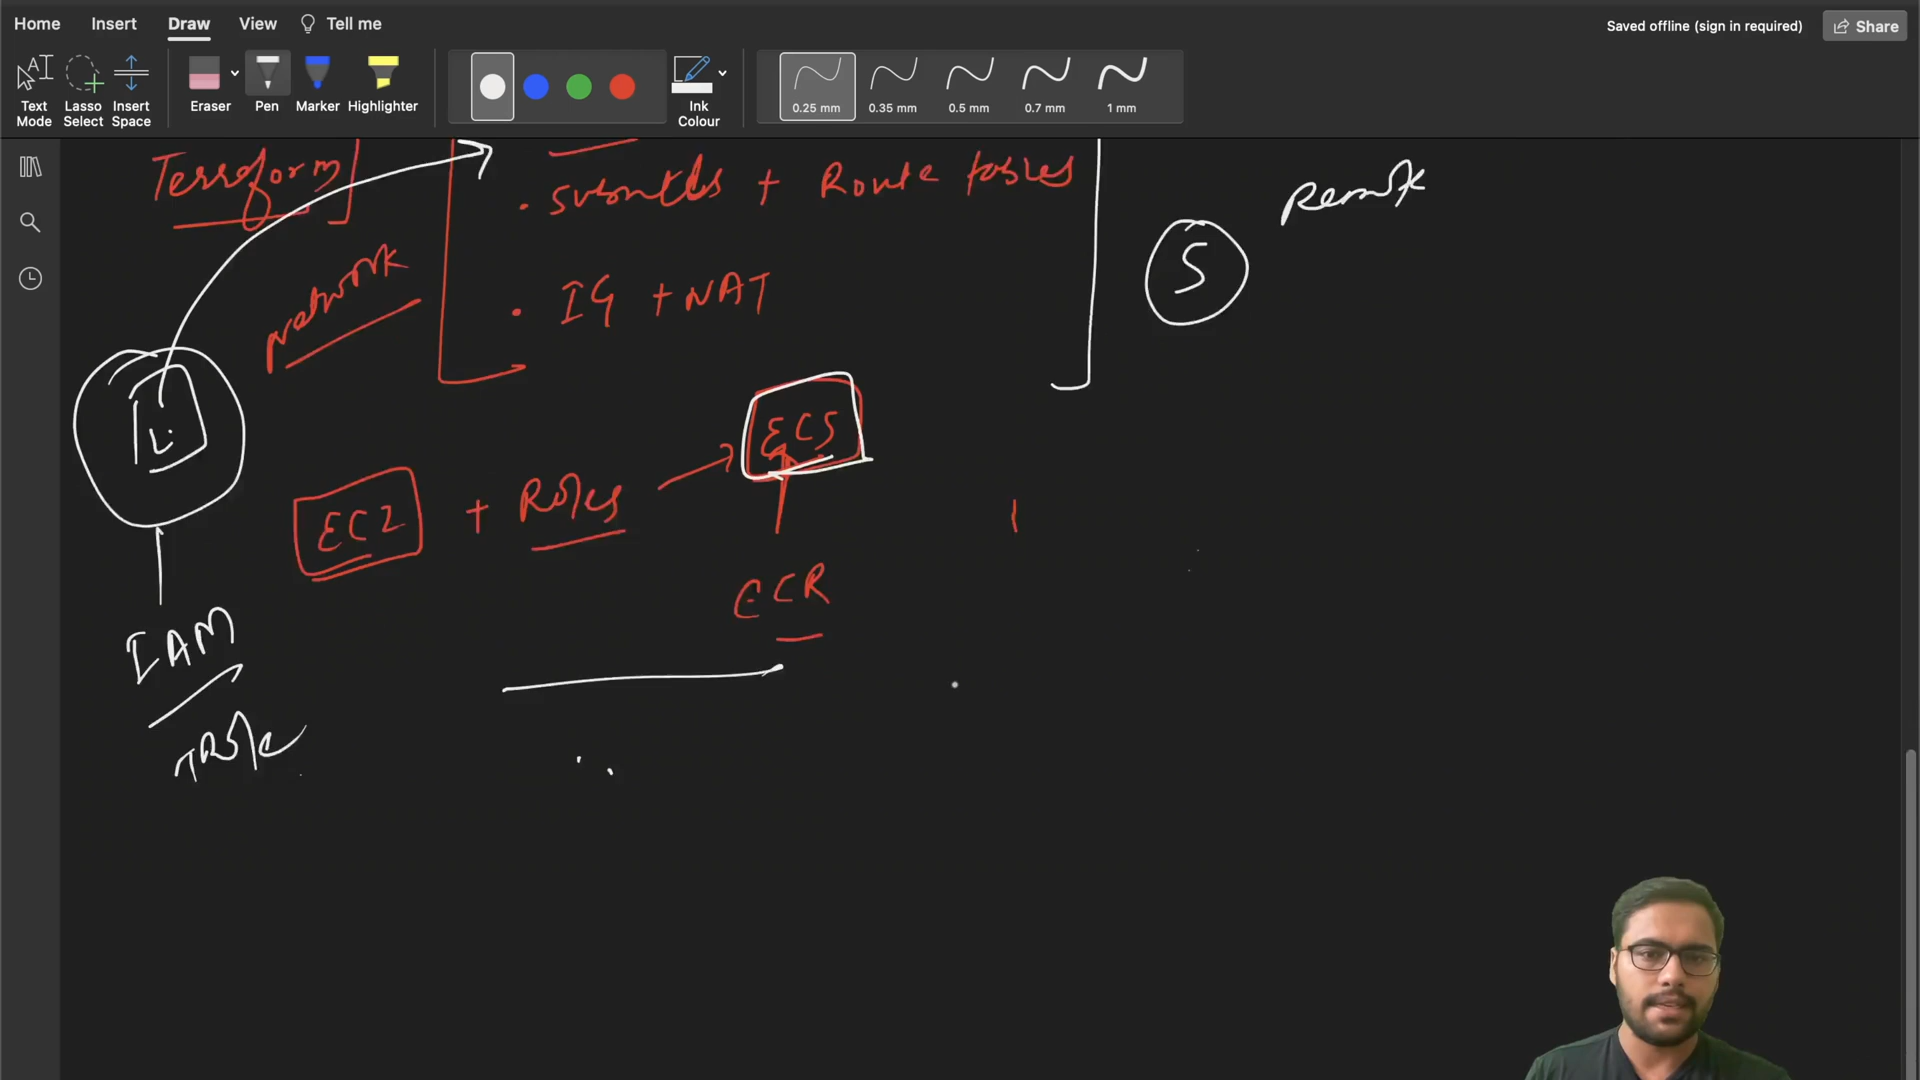 Home Insert Draw View Tell me
Saved offline (sign in required) Share
Text Mode Lasso Select Insert Space Eraser Pen Marker Highlighter Ink Colour 0.25 mm 0.35 mm 0.5 mm 0.7 mm 1 mm
Terraform
+ Route tables
Remote
network
S
• IG + NAT
ECS
EC2 + Roles
ECR
IAM